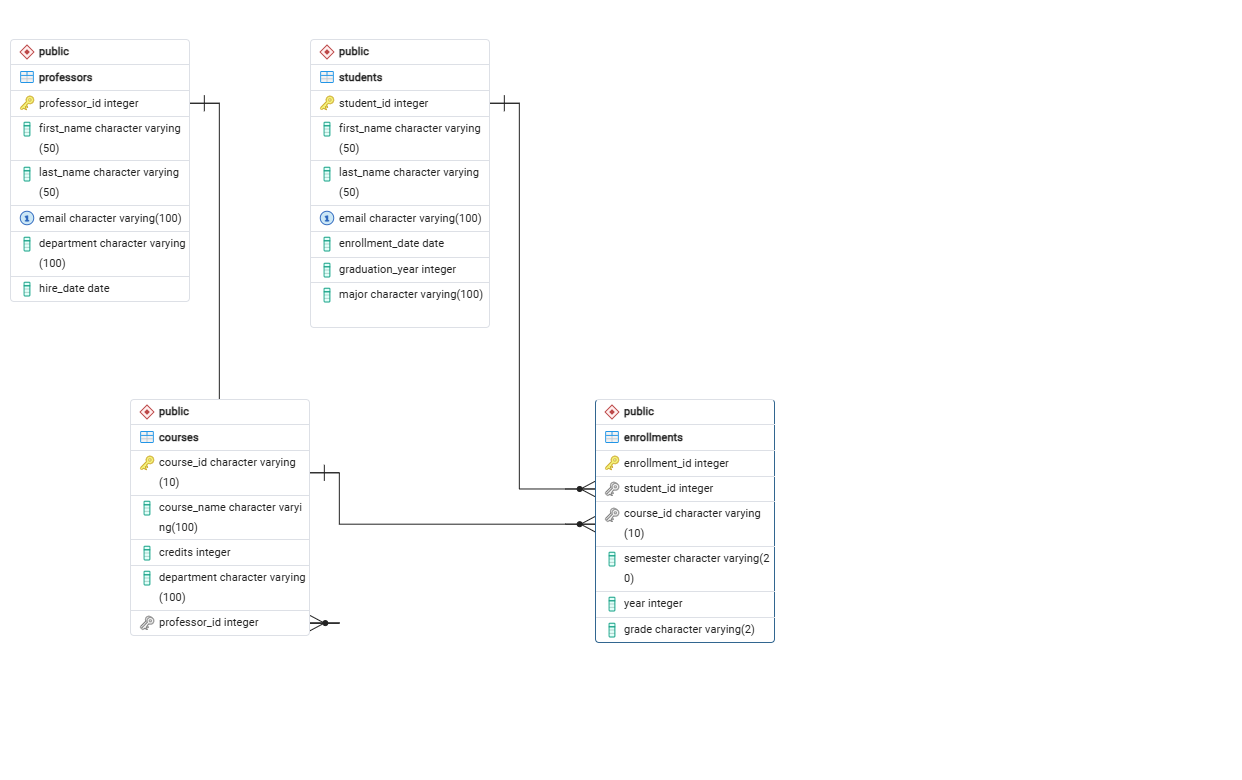 public
professors
professor_id integer
first_name character varying
(50)
last_name character varying
(50)
1 email character varying(100)
department character varying
(100)
hire_date date
public
students
student_id integer
first_name character varying
(50)
last_name character varying
(50)
1 email character varying(100)
enrollment_date date
graduation_year integer
major character varying(100)
public
courses
course_id character varying
(10)
course_name character varyi
ng(100)
credits integer
department character varying
(100)
professor_id integer
public
enrollments
enrollment_id integer
student_id integer
course_id character varying
(10)
semester character varying(2
0)
year integer
grade character varying(2)